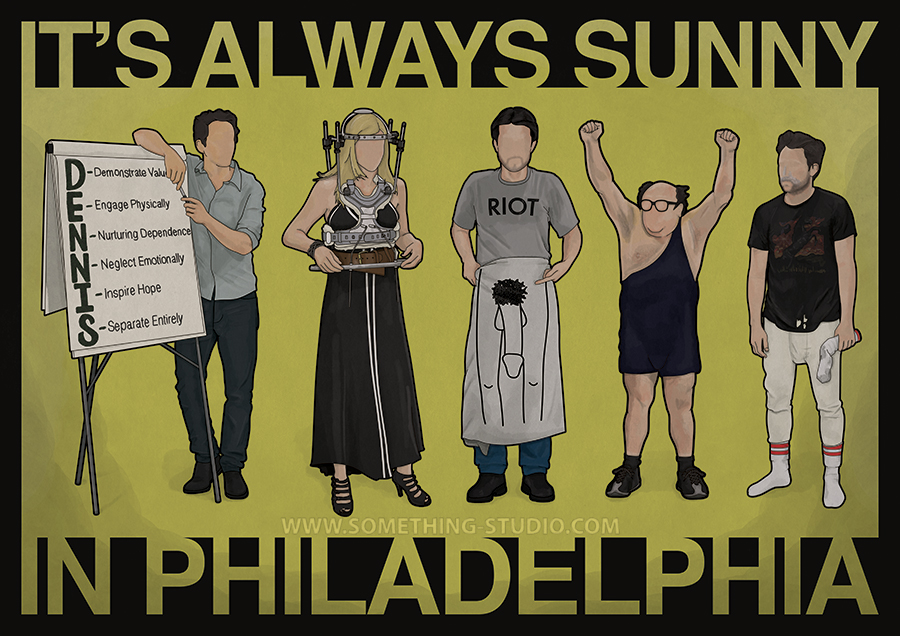 IT'S ALWAYS SUNNY
DENNIS
-Demonstrate Value
- Engage Physically
-Nurturing Dependence
- Neglect Emotionally
-Inspire Hope
-Separate Entirely
RIOT
WWW.SOMETHING-STUDIO.COM
IN PHILADELPHIA